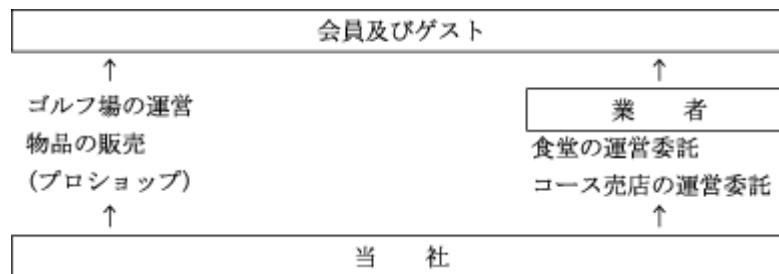 会員及びゲスト
↑ ↑
ゴルフ場の運営
物品の販売
(プロショップ)
↑
業　者
食堂の運営委託
コース売店の運営委託
↑
当　社